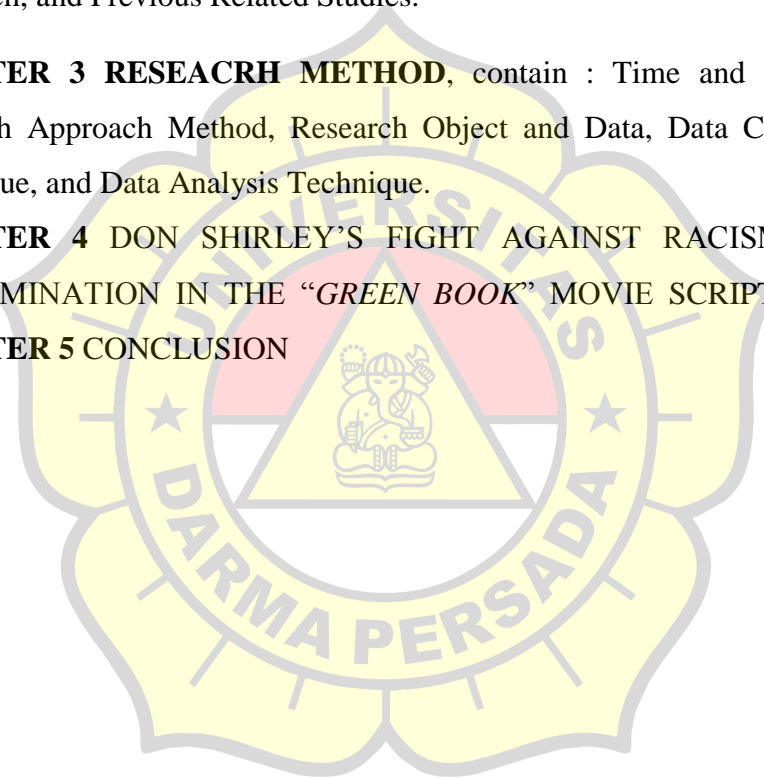 en, and Previous Related Studies.
TER 3 RESEACRH METHOD, contain : Time and
h Approach Method, Research Object and Data, Data C
ue, and Data Analysis Technique.
TER 4 DON SHIRLEY’S FIGHT AGAINST RACISM
MINATION IN THE “GREEN BOOK” MOVIE SCRIPT
TER 5 CONCLUSION
UNIVERSITAS
DARMA PERSADA